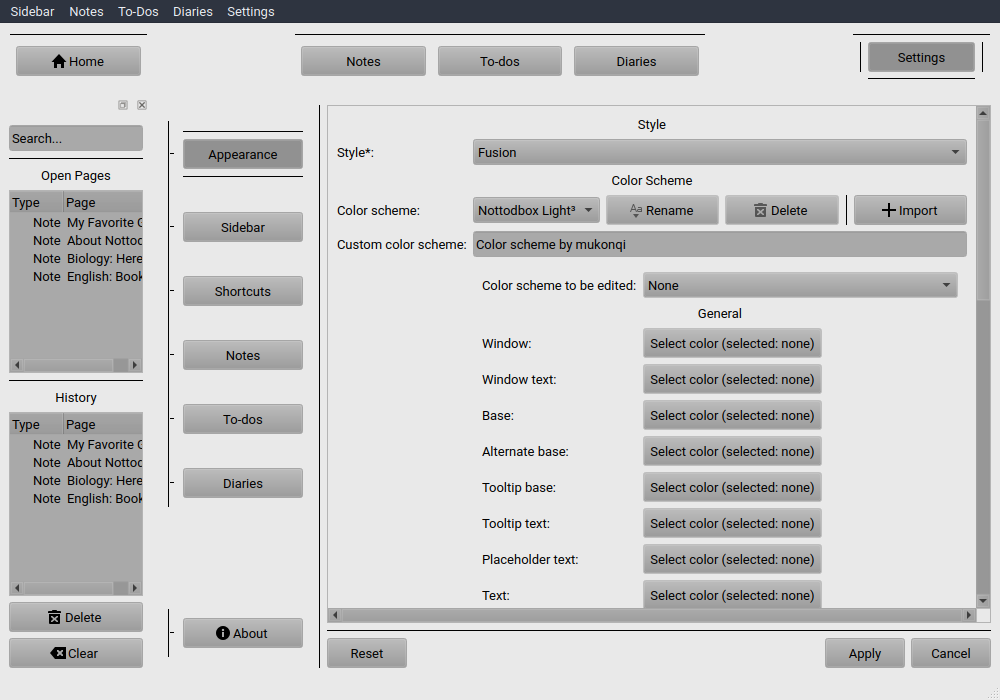 Sidebar Notes To-Dos Diaries Settings
Home Notes To-dos Diaries Settings
Search...
Open Pages
Type Page
Note My Favorite
Note About Nottoc
Note Biology: Here
Note English: Book
History
Type Page
Note My Favorite
Note About Nottoc
Note Biology: Here
Note English: Book
Delete
Clear
Appearance
Sidebar
Shortcuts
Notes
To-dos
Diaries
About
Style
Style*: Fusion
Color Scheme
Color scheme: Nottodbox Light³ Rename Delete Import
Custom color scheme: Color scheme by mukonqi
Color scheme to be edited: None
General
Window: Select color (selected: none)
Window text: Select color (selected: none)
Base: Select color (selected: none)
Alternate base: Select color (selected: none)
Tooltip base: Select color (selected: none)
Tooltip text: Select color (selected: none)
Placeholder text: Select color (selected: none)
Text: Select color (selected: none)
Reset Apply Cancel